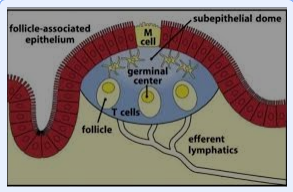 subepithelial dome
follicle-associated
epithelium
M
cell
germinal
center
T cells
follicle
efferent
lymphatics